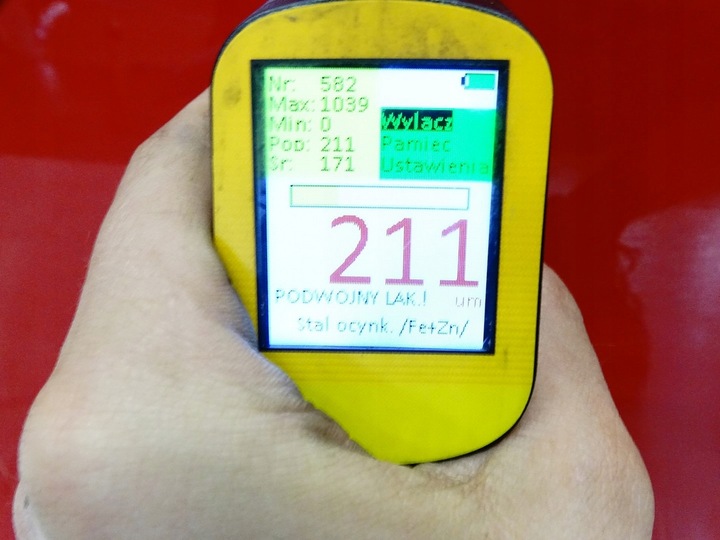 Nr: 582
Max: 1039
Min: 0
Pop: 211
Sr: 171
Wylacz
Pamiec
Ustawienia
211
um
PODWOJNY LAK.!
Stal ocynk. /Fe+Zn/